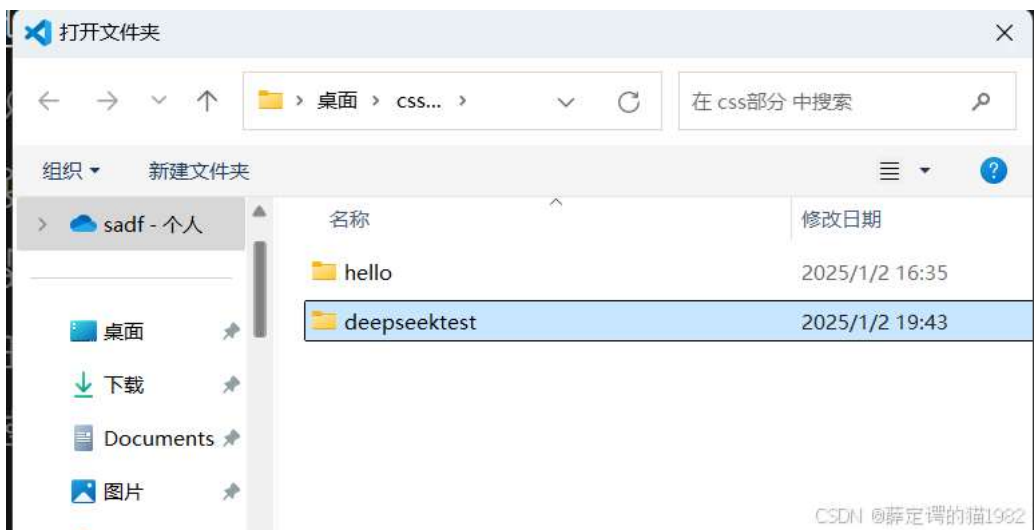 打开文件夹
桌面 css... 在 css部分 中搜索
组织 新建文件夹
sadf - 个人 名称 修改日期
hello 2025/1/2 16:35
桌面 deepseektest 2025/1/2 19:43
下载
Documents
图片
CSDN @薛定谔的猫1982